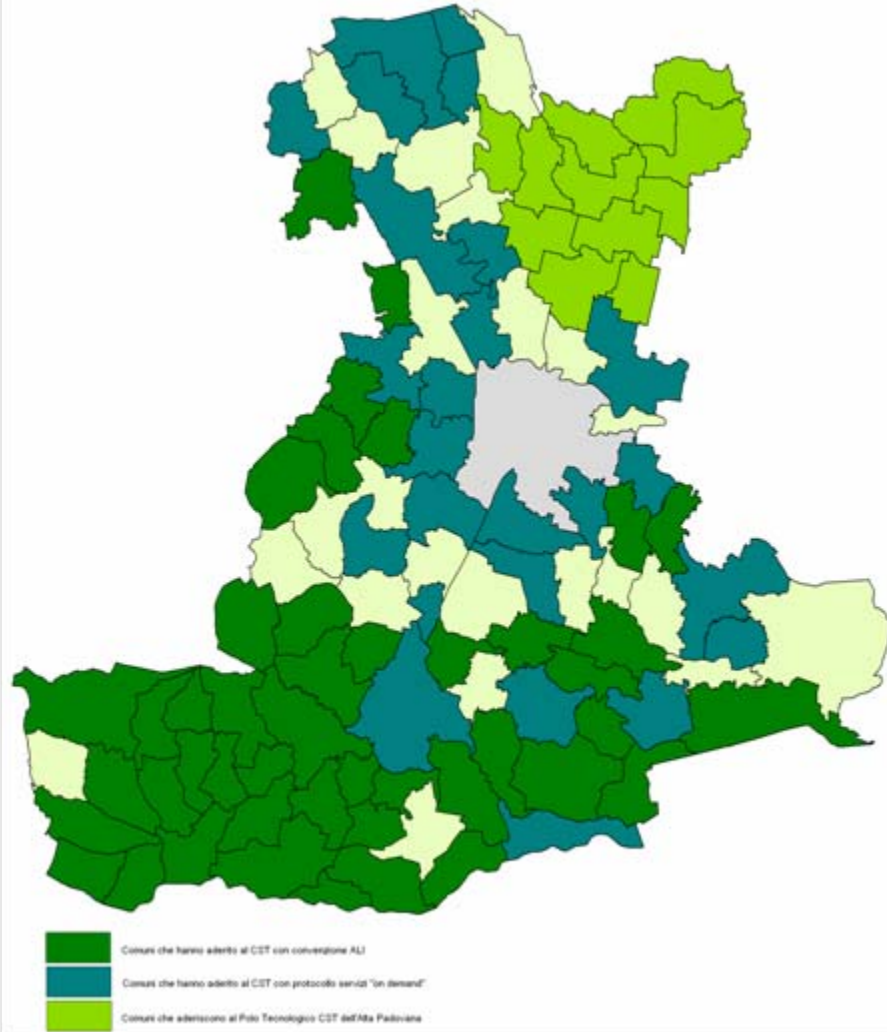 Comuni che hanno aderito al CST con convenzione ALI
Comuni che hanno aderito al CST con protocollo servizi "on demand"
Comuni che aderiscono al Polo Tecnologico CST dell'Alta Padovana